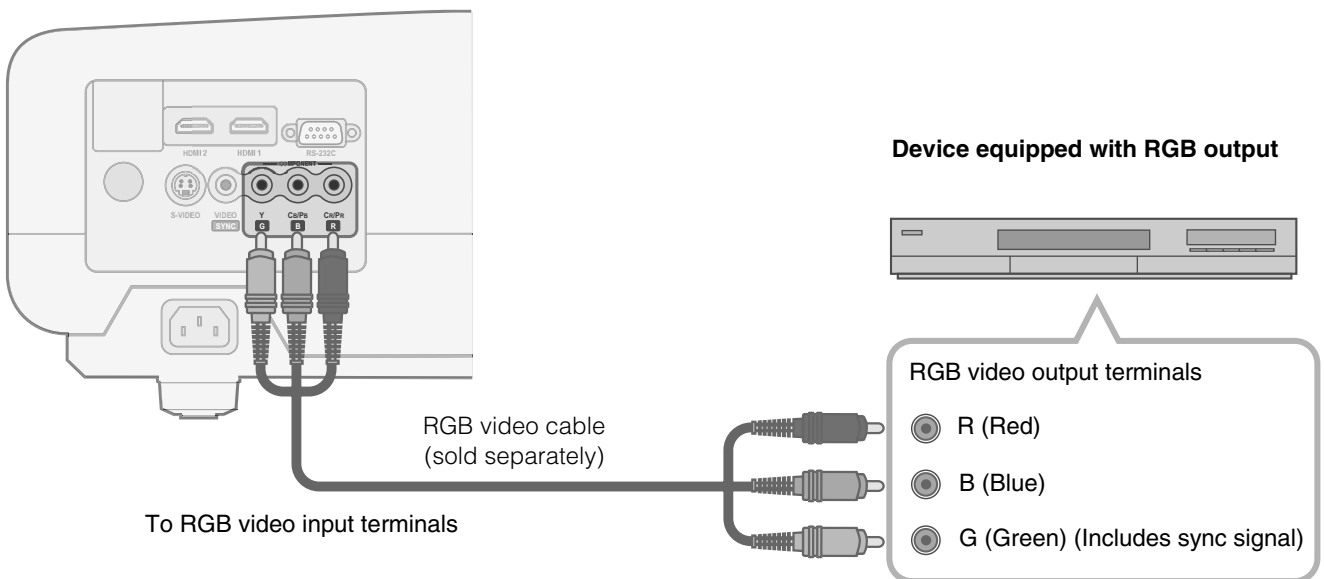 HDMI 2 HDMI 1 RS-232C
COMPONENT
S-VIDEO VIDEO Y CB/PB CR/PR
SYNC G B R
Device equipped with RGB output
RGB video output terminals
R (Red)
B (Blue)
G (Green) (Includes sync signal)
RGB video cable
(sold separately)
To RGB video input terminals